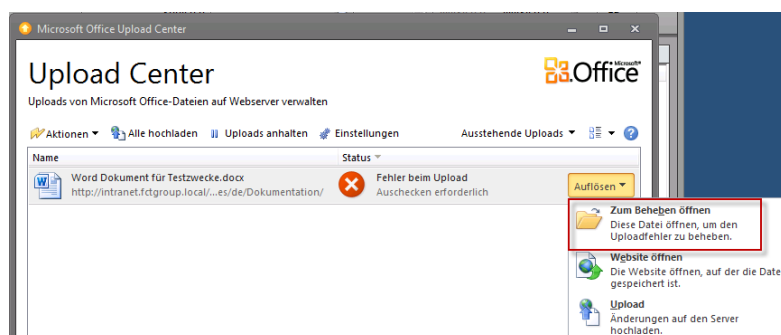 Microsoft Office Upload Center
Upload Center
Microsoft®
Office
Uploads von Microsoft Office-Dateien auf Webserver verwalten
Aktionen Alle hochladen Uploads anhalten Einstellungen Ausstehende Uploads
Name Status
Word Dokument für Testzwecke.docx Fehler beim Upload
http://intranet.fctgroup.local/...es/de/Dokumentation/ Auschecken erforderlich
Auflösen
Zum Beheben öffnen
Diese Datei öffnen, um den
Uploadfehler zu beheben.
Website öffnen
Die Website öffnen, auf der die Date
gespeichert ist.
Upload
Änderungen auf den Server
hochladen.